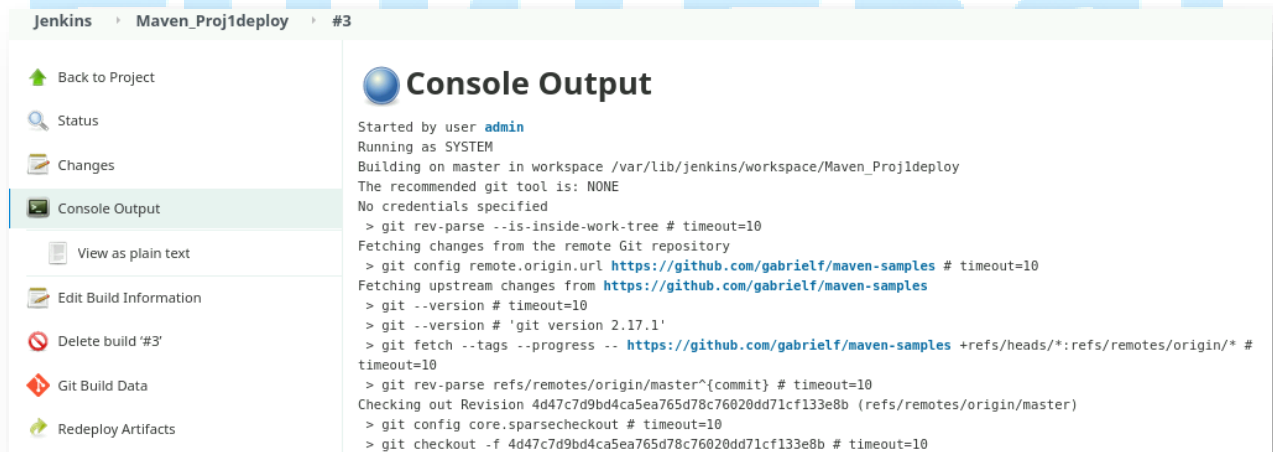 Jenkins › Maven_Proj1deploy › #3
Back to Project
Status
Changes
Console Output
View as plain text
Edit Build Information
Delete build ‘#3’
Git Build Data
Redeploy Artifacts
Console Output
Started by user admin
Running as SYSTEM
Building on master in workspace /var/lib/jenkins/workspace/Maven_Proj1deploy
The recommended git tool is: NONE
No credentials specified
> git rev-parse --is-inside-work-tree # timeout=10
Fetching changes from the remote Git repository
> git config remote.origin.url https://github.com/gabrielf/maven-samples # timeout=10
Fetching upstream changes from https://github.com/gabrielf/maven-samples
> git --version # timeout=10
> git --version # 'git version 2.17.1'
> git fetch --tags --progress -- https://github.com/gabrielf/maven-samples +refs/heads/*:refs/remotes/origin/* #
timeout=10
> git rev-parse refs/remotes/origin/master^{commit} # timeout=10
Checking out Revision 4d47c7d9bd4ca5ea765d78c76020dd71cf133e8b (refs/remotes/origin/master)
> git config core.sparsecheckout # timeout=10
> git checkout -f 4d47c7d9bd4ca5ea765d78c76020dd71cf133e8b # timeout=10